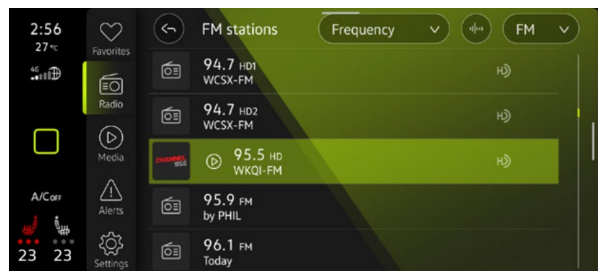 2:56
27 °C
4G
A/C OFF
23 23
Favorites
Radio
Media
Alerts
Settings
FM stations
Frequency
FM
94.7 HD1
WCSX-FM
94.7 HD2
WCSX-FM
CHANNEL
955
95.5 HD
WKQI-FM
95.9 FM
by PHIL
96.1 FM
Today